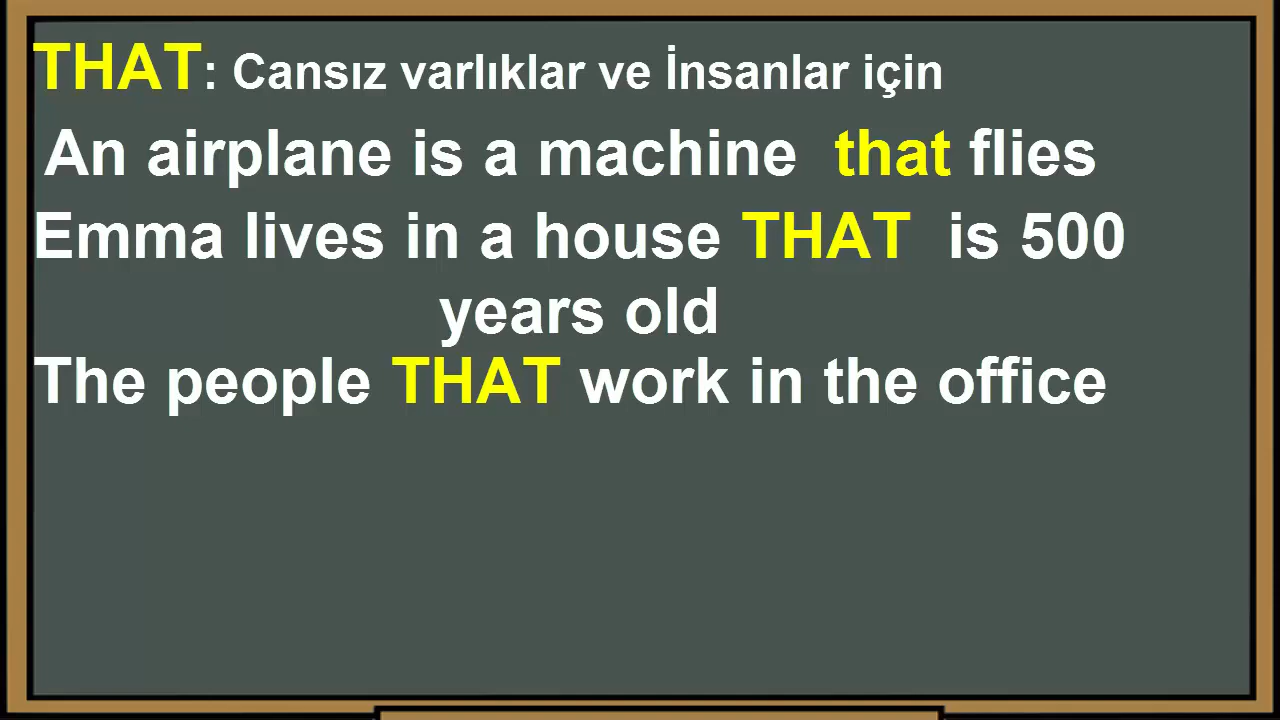 THAT: Cansız varlıklar ve İnsanlar için
An airplane is a machine that flies
Emma lives in a house THAT is 500
years old
The people THAT work in the office